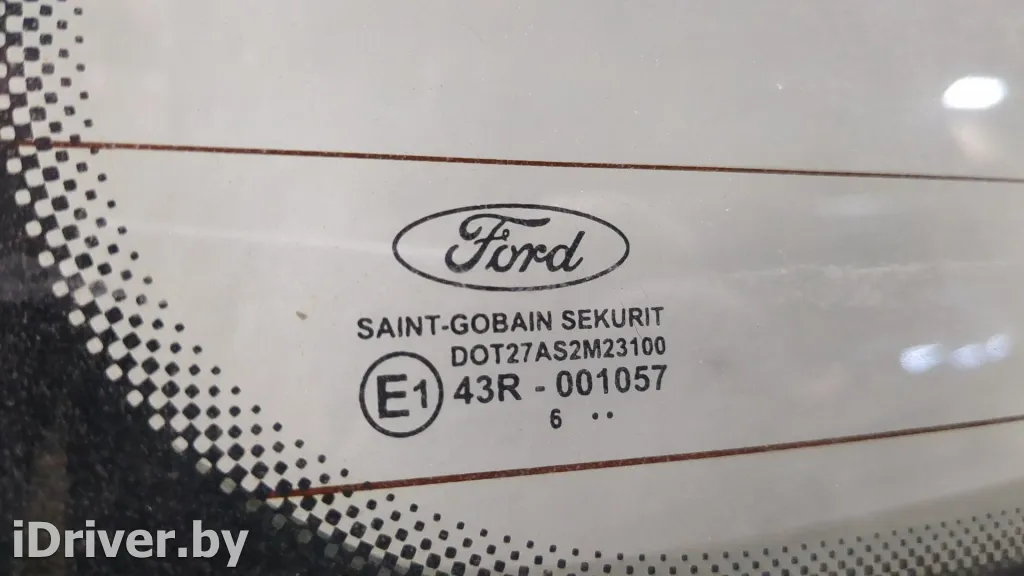 Ford
SAINT-GOBAIN SEKURIT
DOT27AS2M23100
E1 43R - 001057
6 ..
iDriver.by